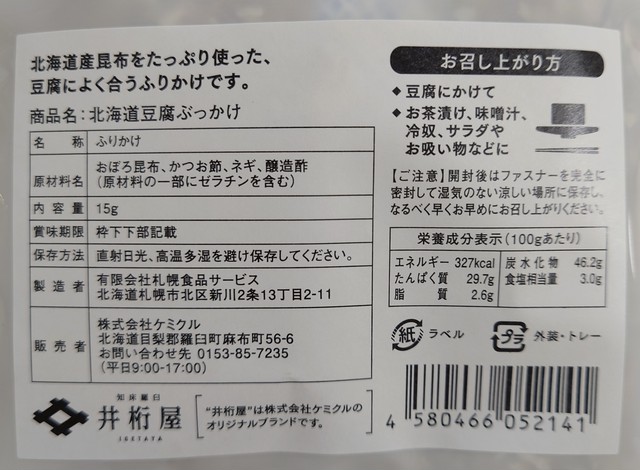 北海道産昆布をたっぷり使った、
豆腐によく合うふりかけです。
商品名：北海道豆腐ぶっかけ
名称 ふりかけ
原材料名 おぼろ昆布、かつお節、ネギ、醸造酢
（原材料の一部にゼラチンを含む）
内容量 15g
賞味期限 枠下下部記載
保存方法 直射日光、高温多湿を避け保存してください。
製造者 有限会社札幌食品サービス
北海道札幌市北区新川2条13丁目2-11
販売者 株式会社ケミクル
北海道目梨郡羅臼町麻布町56-6
お問い合わせ先 0153-85-7235
(平日9:00-17:00)
知床羅臼
井桁屋
IGETAYA
“井桁屋”は株式会社ケミクルの
オリジナルブランドです。
お召し上がり方
◆豆腐にかけて
◆お茶漬け、味噌汁、
冷奴、サラダや
お吸い物などに
【ご注意】開封後はファスナーを完全に
密封して湿気のない涼しい場所に保存し、
なるべく早くお早めにお召し上がりください。
栄養成分表示（100gあたり）
エネルギー 327kcal 炭水化物 46.2g
たんぱく質 29.7g 食塩相当量 3.0g
脂質 2.6g
紙 ラベル プラ 外装・トレー
4 580466 052141